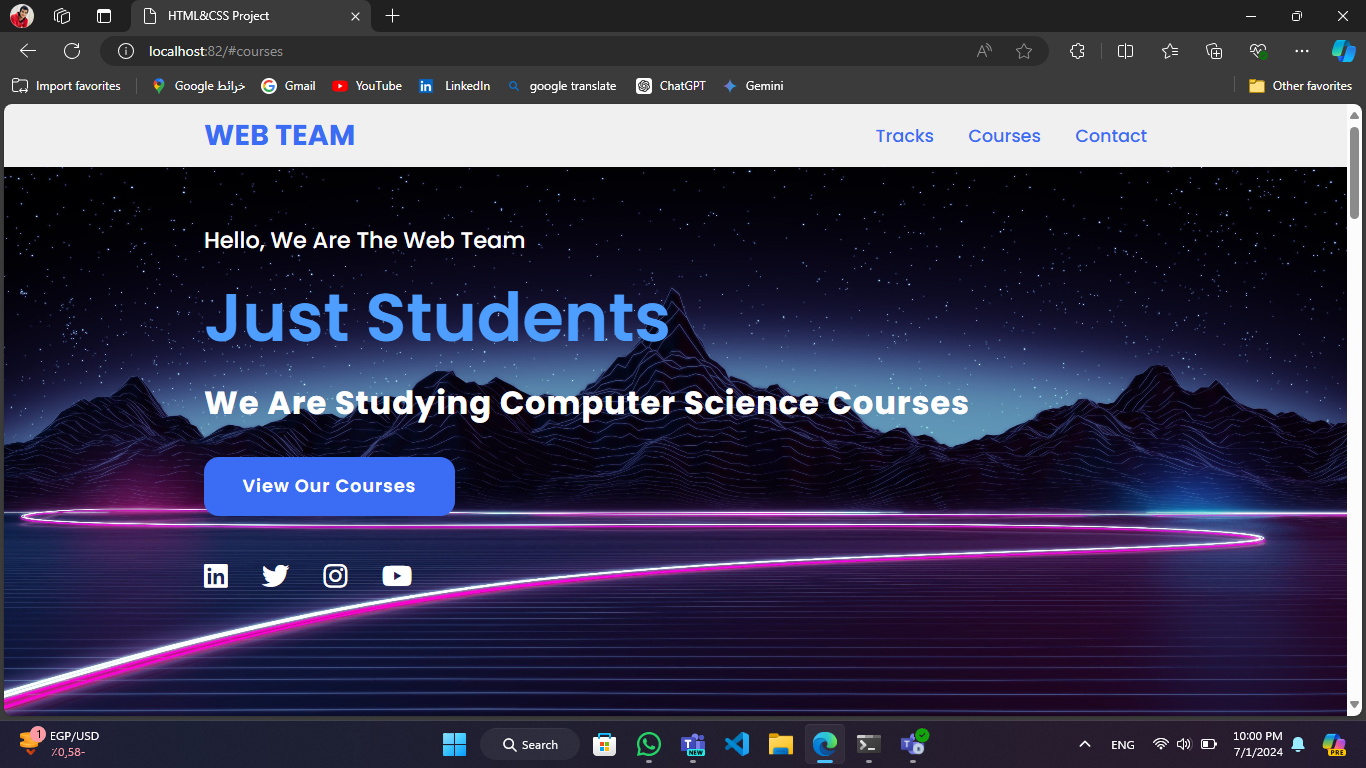 HTML&CSS Project
localhost:82/#courses
Import favorites
Google خرائط
Gmail
YouTube
LinkedIn
google translate
ChatGPT
Gemini
Other favorites
WEB TEAM
Tracks
Courses
Contact
Hello, We Are The Web Team
Just Students
We Are Studying Computer Science Courses
View Our Courses
1
EGP/USD
٪0,58-
Search
NEW
ENG
10:00 PM
7/1/2024
PRE